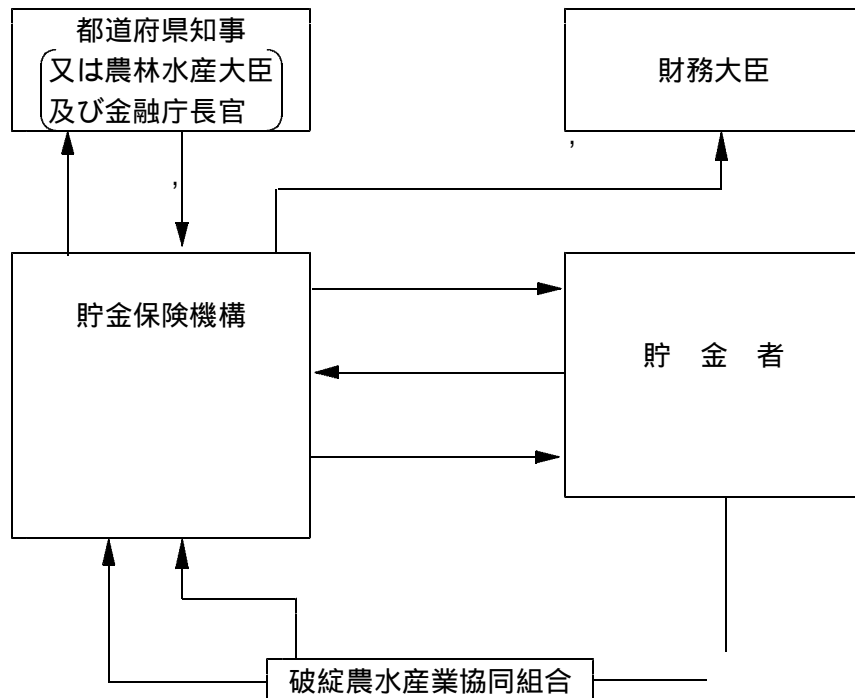 都道府県知事
又は農林水産大臣
及び金融庁長官
財務大臣
,
,
貯金保険機構
貯 金 者
破綻農水産業協同組合